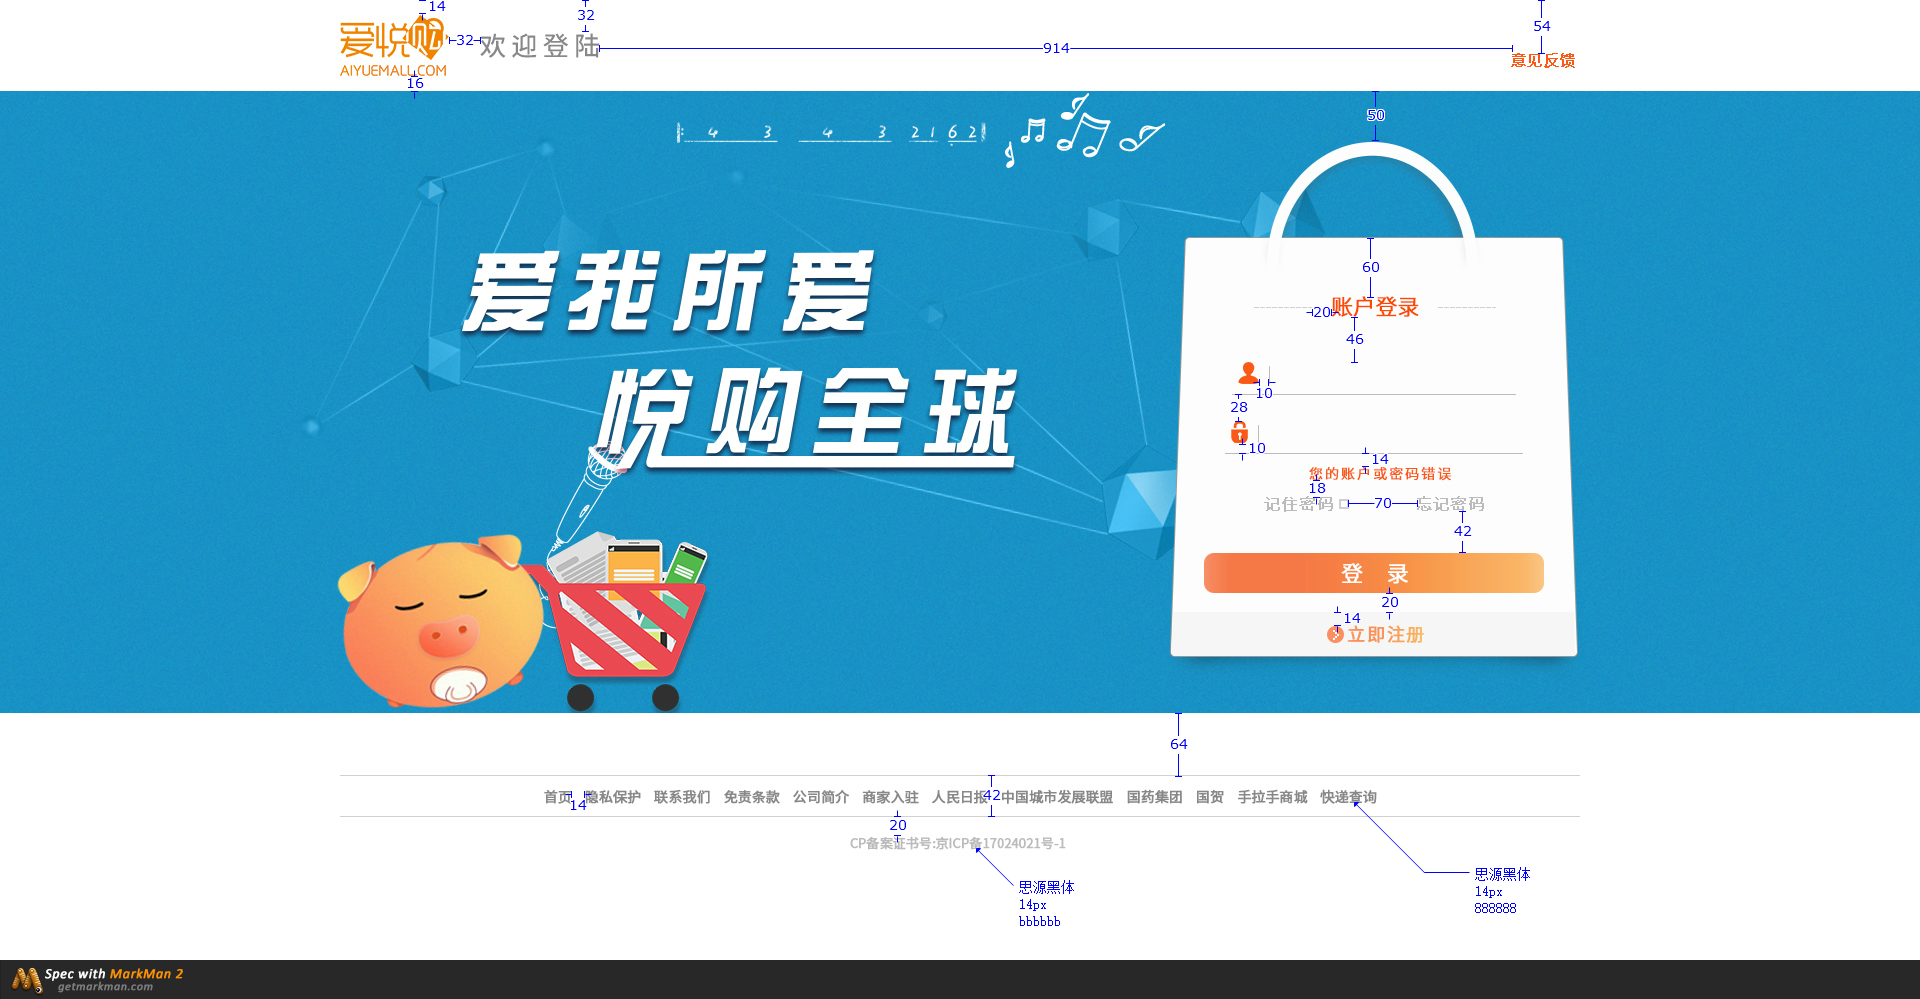 14
32
54
爱悦
32
欢迎登陆
914
意见反馈
AIYUEMALL.COM
16
50
4 3 4 3 2 1 6 2
60
爱我所爱
账户登录
20
46
悦购全球
10
28
10
14
您的账户或密码错误
18
记住密码
70
忘记密码
42
登 录
20
14
立即注册
64
首页 隐私保护 联系我们 免责条款 公司简介 商家入驻 人民日报 中国城市发展联盟 国药集团 国贺 手拉手商城 快递查询
14
42
20
CP备案证书号:京ICP备17024021号-1
思源黑体
14px
bbbbbb
思源黑体
14px
888888
Spec with MarkMan 2
getmarkman.com